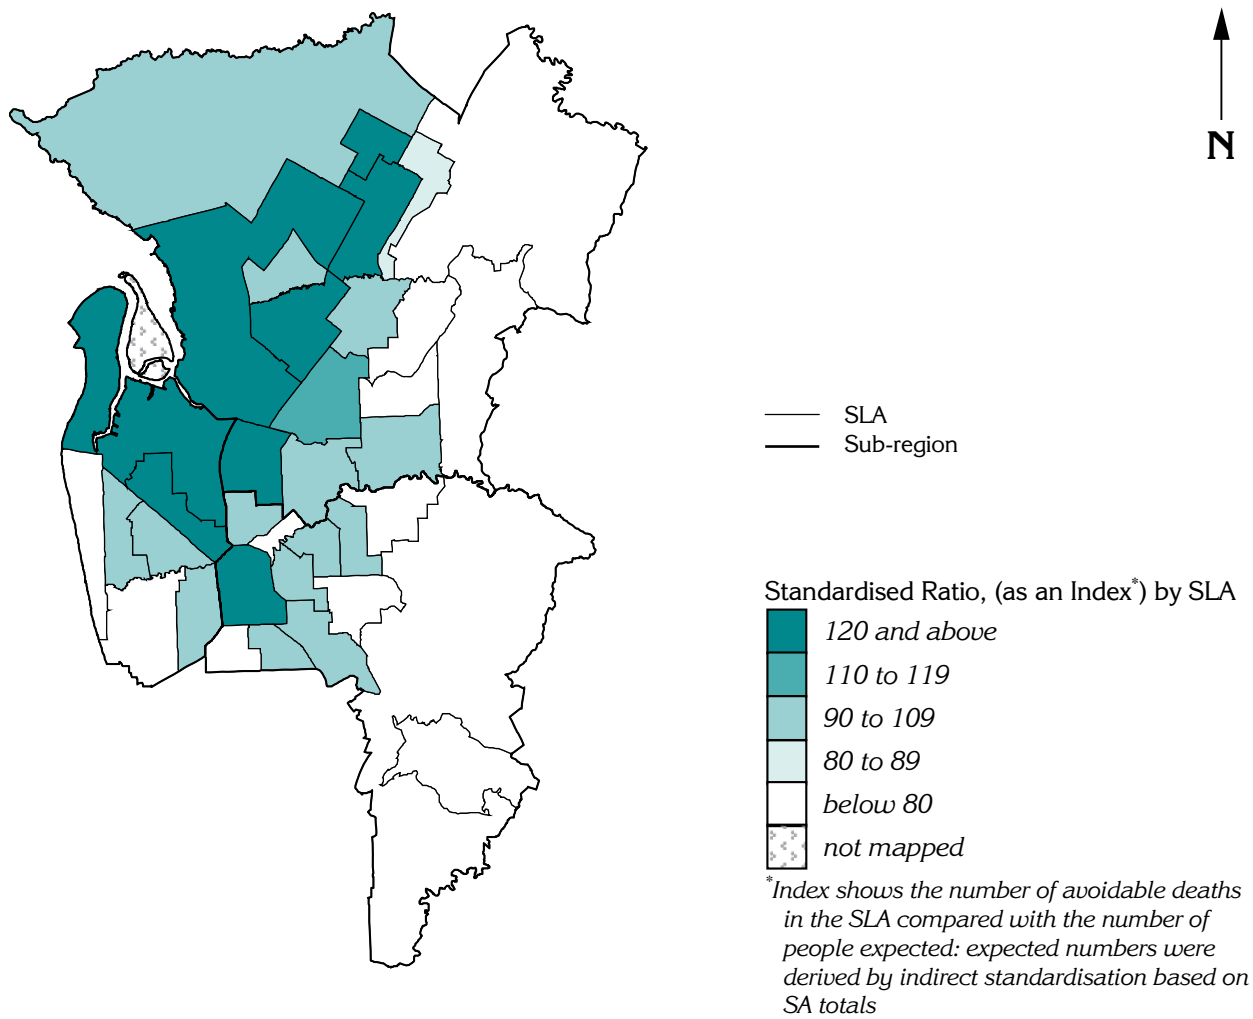 N
SLA
Sub-region
Standardised Ratio, (as an Index*) by SLA
120 and above
110 to 119
90 to 109
80 to 89
below 80
not mapped
*Index shows the number of avoidable deaths
in the SLA compared with the number of
people expected: expected numbers were
derived by indirect standardisation based on
SA totals